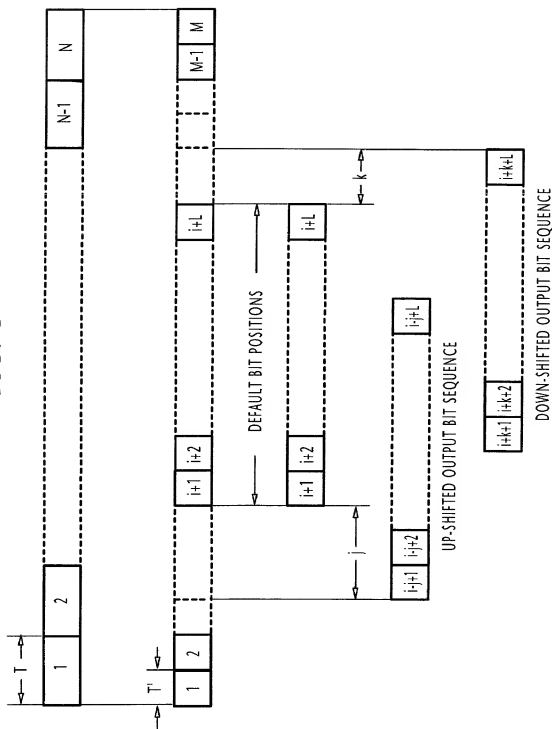 T
1 2 N-1 N
T'
1 2 i+1 i+2 i+L M-1 M
DEFAULT BIT POSITIONS
k
i+1 i+2 i+L
j
i-j+1 i-j+2 i-j+L
UP-SHIFTED OUTPUT BIT SEQUENCE
i+k+1 i+k+2 i+k+L
DOWN-SHIFTED OUTPUT BIT SEQUENCE